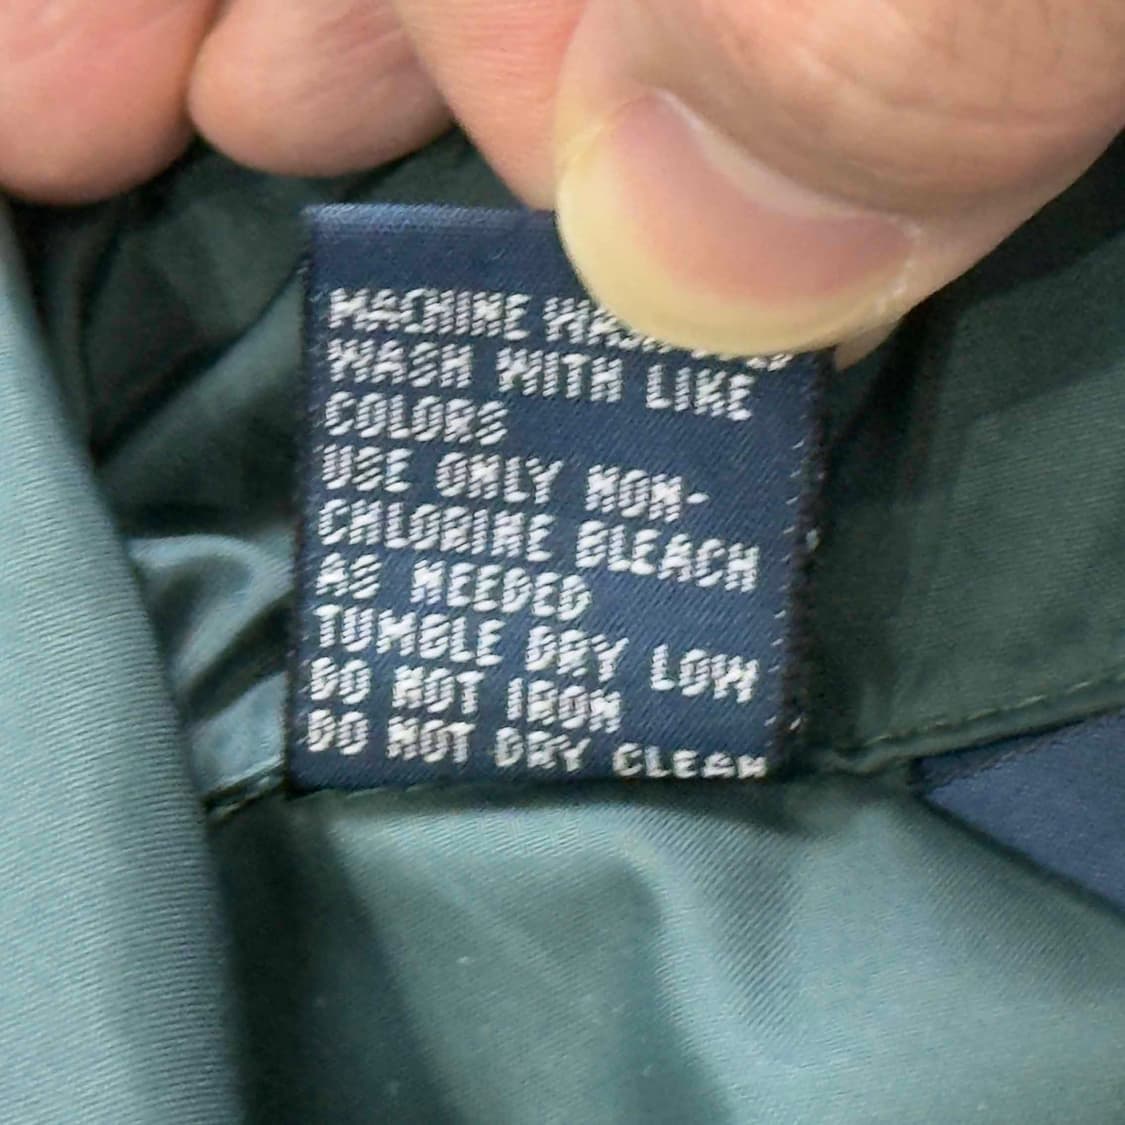 MACHINE
WASH WITH LIKE
COLORS
USE ONLY NON-
CHLORINE BLEACH
AS NEEDED
TUMBLE DRY LOW
DO NOT IRON
DO NOT DRY CLEAN